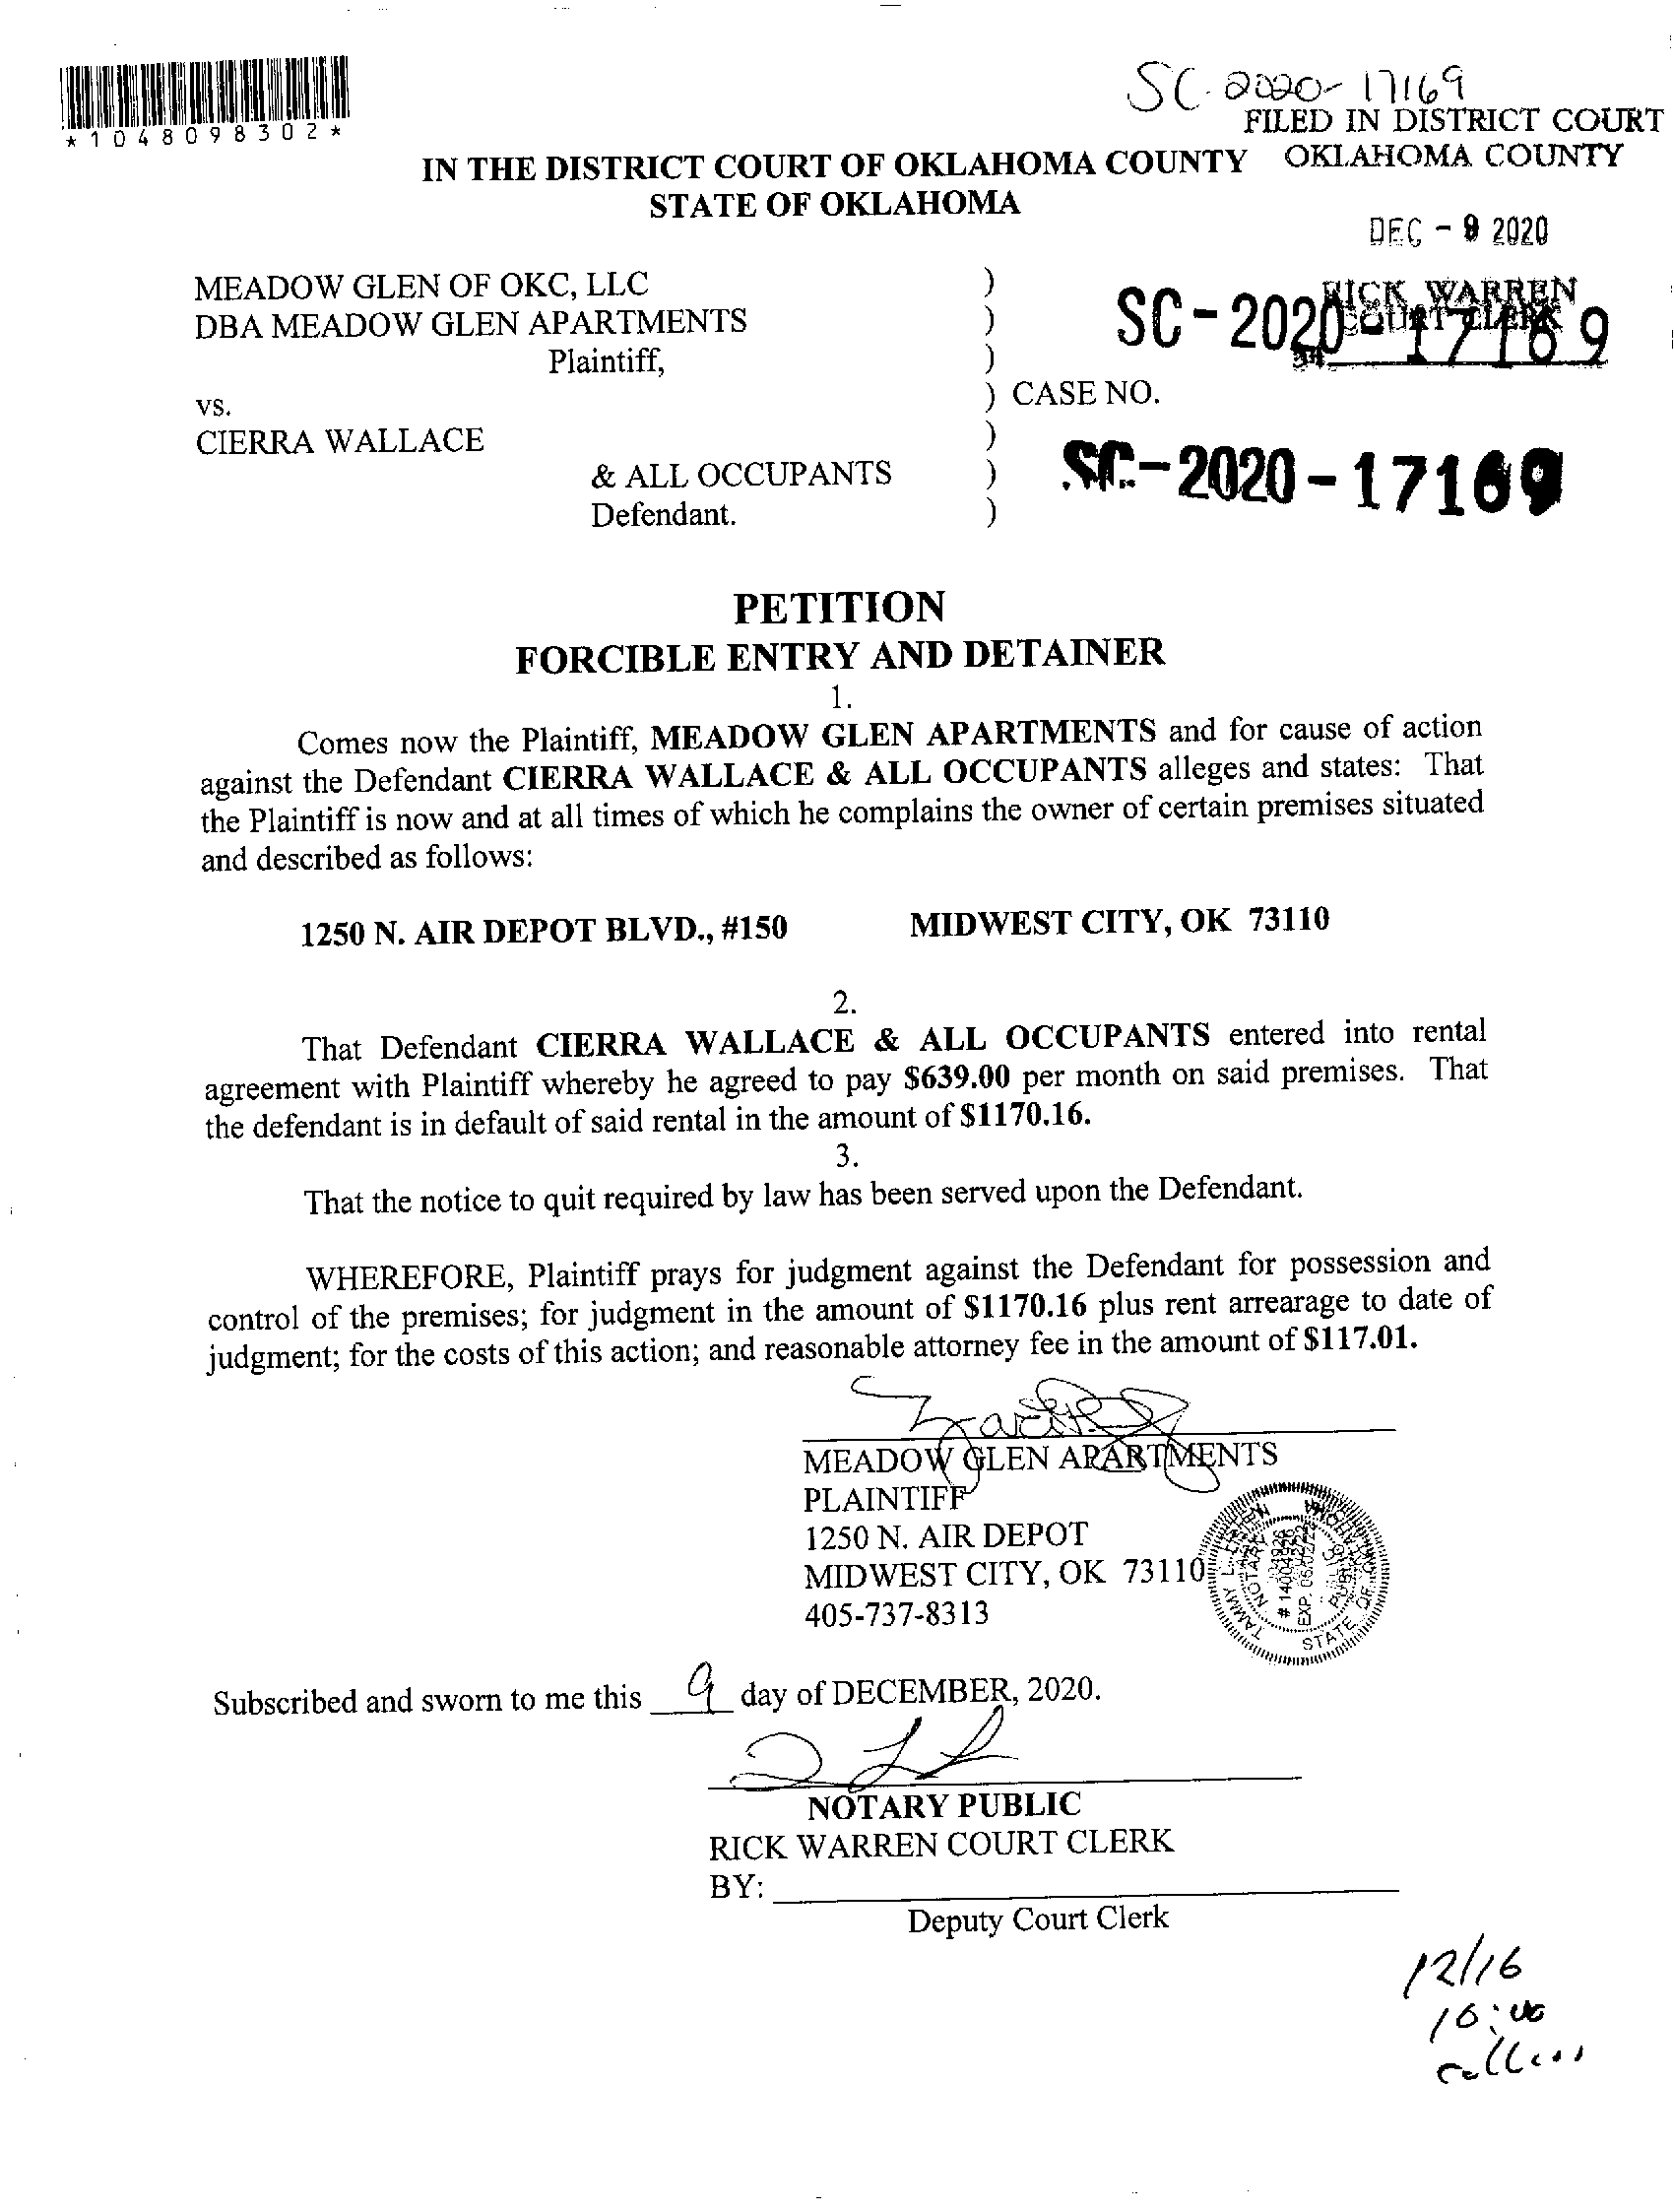 SC-2020-17169
*1048098302*
FILED IN DISTRICT COURT
OKLAHOMA COUNTY
IN THE DISTRICT COURT OF OKLAHOMA COUNTY
STATE OF OKLAHOMA
DEC - 9 2020
MEADOW GLEN OF OKC, LLC )
DBA MEADOW GLEN APARTMENTS )
Plaintiff, )
RICK WARREN
COURT CLERK
SC-2020-17169
vs. ) CASE NO.
CIERRA WALLACE )
& ALL OCCUPANTS )
Defendant. )
SC-2020-17169
PETITION
FORCIBLE ENTRY AND DETAINER
1.
Comes now the Plaintiff, MEADOW GLEN APARTMENTS and for cause of action
against the Defendant CIERRA WALLACE & ALL OCCUPANTS alleges and states: That
the Plaintiff is now and at all times of which he complains the owner of certain premises situated
and described as follows:
1250 N. AIR DEPOT BLVD., #150 MIDWEST CITY, OK 73110
2.
That Defendant CIERRA WALLACE & ALL OCCUPANTS entered into rental
agreement with Plaintiff whereby he agreed to pay $639.00 per month on said premises. That
the defendant is in default of said rental in the amount of $1170.16.
3.
That the notice to quit required by law has been served upon the Defendant.
WHEREFORE, Plaintiff prays for judgment against the Defendant for possession and
control of the premises; for judgment in the amount of $1170.16 plus rent arrearage to date of
judgment; for the costs of this action; and reasonable attorney fee in the amount of $117.01.
MEADOW GLEN APARTMENTS
PLAINTIFF
1250 N. AIR DEPOT
MIDWEST CITY, OK 73110
405-737-8313
TAMMY L.
NOTARY PUBLIC
STATE OF
EXP. 06/02/22
Subscribed and sworn to me this 9 day of DECEMBER, 2020.
NOTARY PUBLIC
RICK WARREN COURT CLERK
BY:
Deputy Court Clerk
12/16
10:00